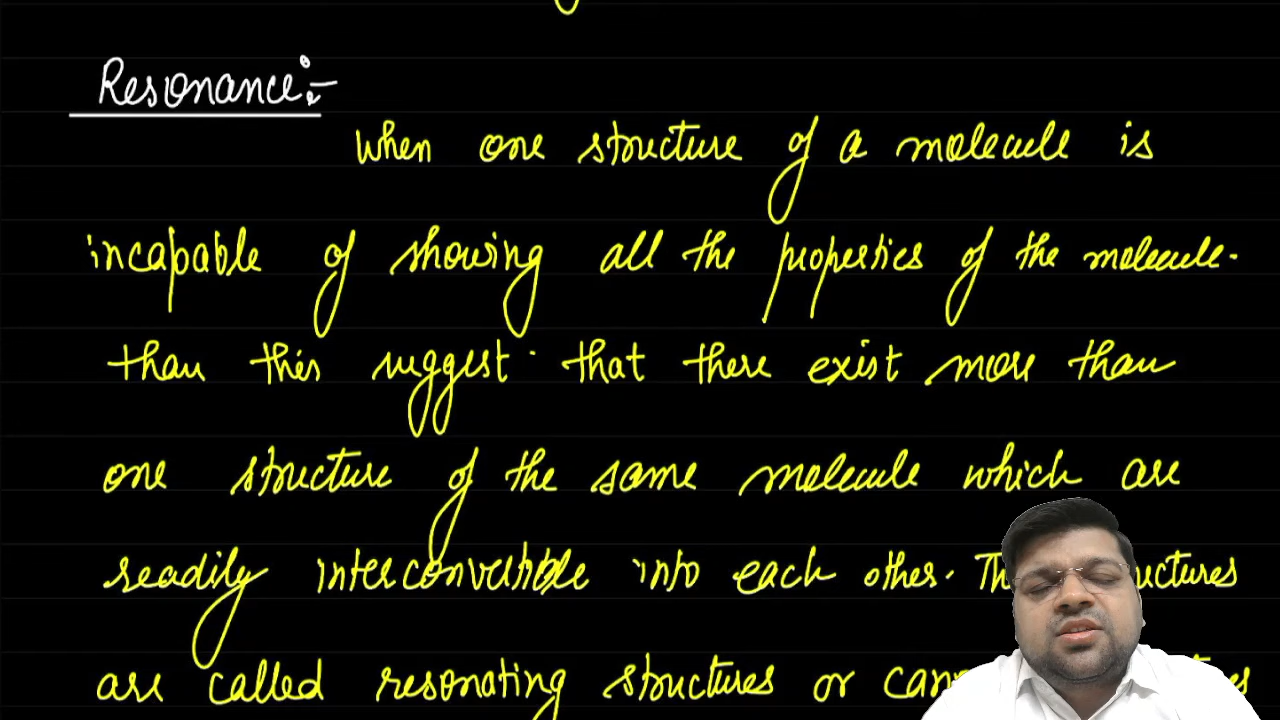 Resonance:-
when one structure of a molecule is
incapable of showing all the properties of the molecule.
than this suggest that there exist more than
one structure of the same molecule which are
readily interconvertible into each other.
are called resonating structures or